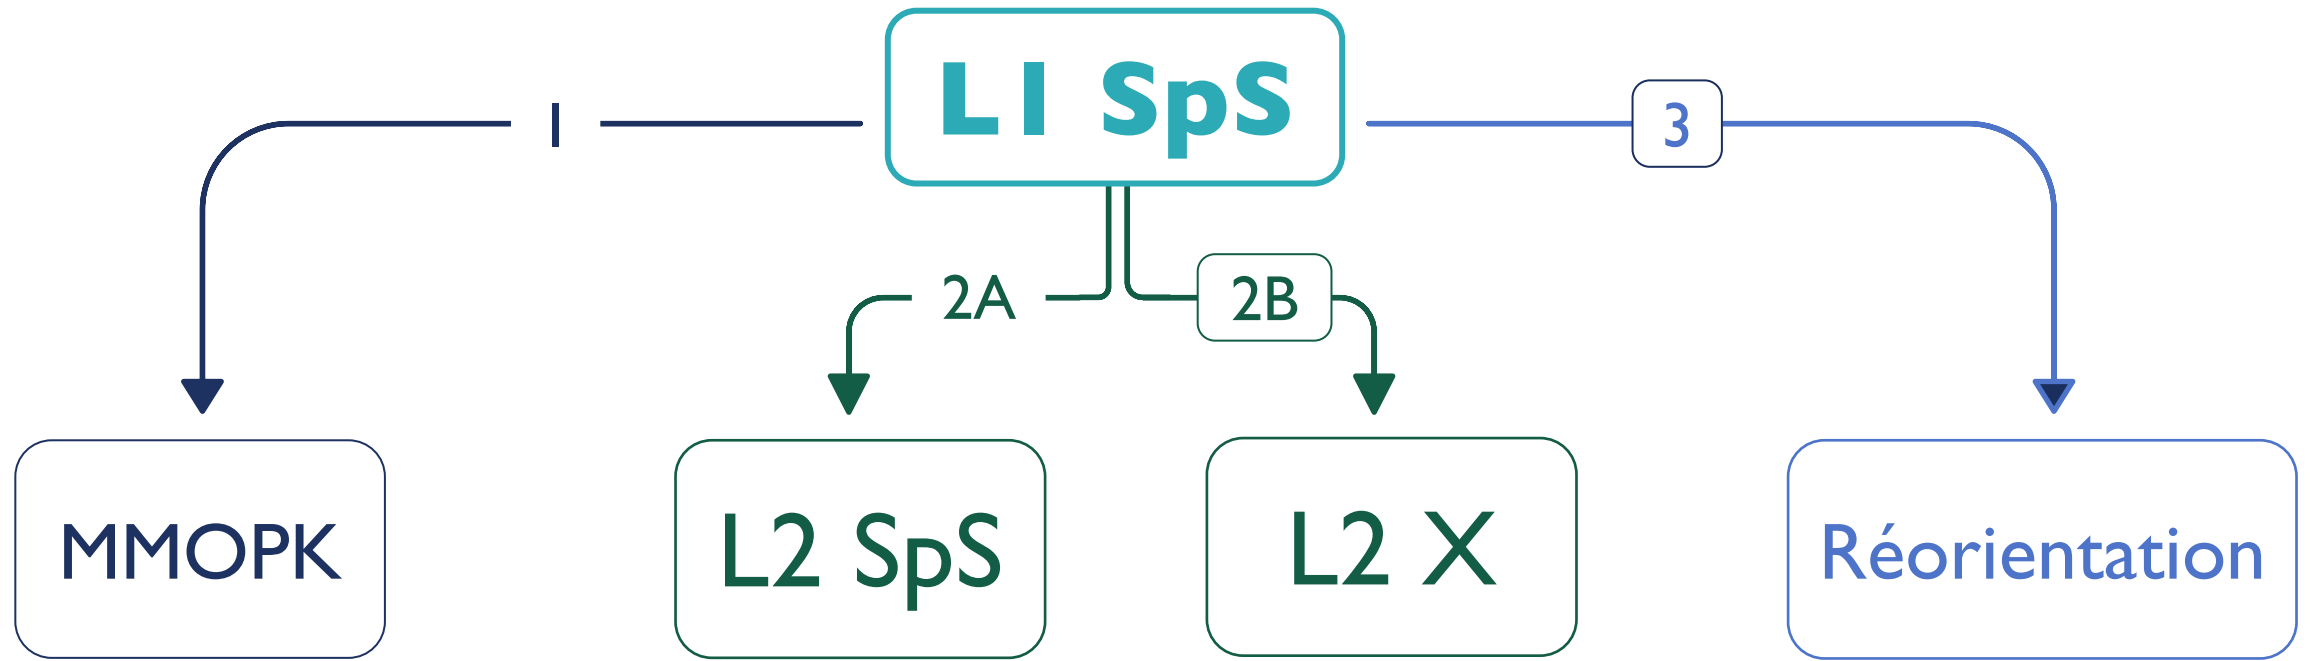 L1 SpS
1
3
2A
2B
MMOPK
L2 SpS
L2 X
Réorientation